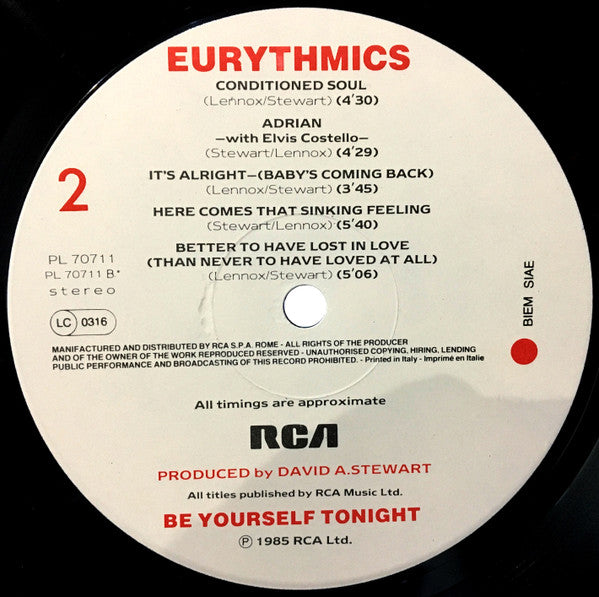 EURYTHMICS
CONDITIONED SOUL
(Lennox/Stewart) (4'30)
ADRIAN
—with Elvis Costello—
(Stewart/Lennox) (4'29)
2
IT'S ALRIGHT—(BABY'S COMING BACK)
(Lennox/Stewart) (3'45)
HERE COMES THAT SINKING FEELING
(Stewart/Lennox) (5'40)
BETTER TO HAVE LOST IN LOVE
(THAN NEVER TO HAVE LOVED AT ALL)
(Lennox/Stewart) (5'06)
PL 70711
PL 70711 B*
stereo
LC 0316
BIEM SIAE
MANIFACTURED AND DISTRIBUTED BY RCA S.P.A. ROME - ALL RIGHTS OF THE PRODUCER
AND OF THE OWNER OF THE WORK REPRODUCED RESERVED - UNAUTHORISED COPYING, HIRING, LENDING
PUBLIC PERFORMANCE AND BROADCASTING OF THIS RECORD PROHIBITED. - Printed in Italy - Imprimé en Italie
All timings are approximate
RCA
PRODUCED by DAVID A.STEWART
All titles published by RCA Music Ltd.
BE YOURSELF TONIGHT
Ⓟ 1985 RCA Ltd.